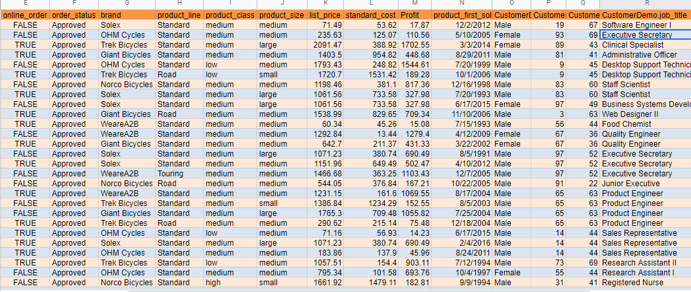 E F G H I J K L M N O P Q R
online_order order_status brand product_line product_class product_size list_price standard_cost Profit product_first_sol CustomerD Custome Custome CustomerDemo.job_title
FALSE Approved Solex Standard medium medium 71.49 53.62 17.87 12/2/2012 Male 19 67 Software Engineer I
FALSE Approved OHM Cycles Standard medium medium 235.63 125.07 110.56 5/10/2005 Female 93 69 Executive Secretary
TRUE Approved Trek Bicycles Standard medium large 2091.47 388.92 1702.55 3/3/2014 Female 89 43 Clinical Specialist
TRUE Approved Giant Bicycles Standard medium large 1403.5 954.82 448.68 8/29/2011 Male 81 41 Administrative Officer
TRUE Approved OHM Cycles Standard low medium 1793.43 248.82 1544.61 7/20/1999 Male 9 45 Desktop Support Technic
TRUE Approved Trek Bicycles Road low small 1720.7 1531.42 189.28 10/1/2006 Male 9 45 Desktop Support Technic
FALSE Approved Norco Bicycles Standard medium medium 1198.46 381.1 817.36 12/16/1998 Male 83 60 Staff Scientist
TRUE Approved Solex Standard medium large 1061.56 733.58 327.98 7/20/1993 Male 83 60 Staff Scientist
FALSE Approved Solex Standard medium large 1061.56 733.58 327.98 6/17/2015 Female 97 49 Business Systems Devel
TRUE Approved Giant Bicycles Road medium small 1538.99 829.65 709.34 11/10/2006 Male 3 63 Web Designer II
TRUE Approved WeareA2B Standard medium medium 60.34 45.26 15.08 7/15/1993 Male 56 44 Food Chemist
FALSE Approved WeareA2B Standard medium medium 1292.84 13.44 1279.4 4/12/2009 Female 67 36 Quality Engineer
TRUE Approved Giant Bicycles Standard medium medium 642.7 211.37 431.33 3/22/2002 Female 67 36 Quality Engineer
FALSE Approved Solex Standard medium large 1071.23 380.74 690.49 8/5/1991 Male 97 52 Executive Secretary
TRUE Approved Solex Standard medium medium 1151.96 649.49 502.47 4/10/2012 Male 97 52 Executive Secretary
FALSE Approved WeareA2B Touring medium medium 1466.68 363.25 1103.43 12/7/2005 Male 97 52 Executive Secretary
FALSE Approved Norco Bicycles Road medium medium 544.05 376.84 167.21 10/22/2005 Male 91 22 Junior Executive
TRUE Approved WeareA2B Standard medium medium 1231.15 161.6 1069.55 8/17/2004 Male 65 63 Product Engineer
TRUE Approved Trek Bicycles Standard medium small 1386.84 1234.29 152.55 8/5/2003 Male 65 63 Product Engineer
FALSE Approved Giant Bicycles Standard medium large 1765.3 709.48 1055.82 7/25/2004 Male 65 63 Product Engineer
FALSE Approved Trek Bicycles Road medium small 290.62 215.14 75.48 12/18/2004 Male 65 63 Product Engineer
TRUE Approved OHM Cycles Standard low medium 71.16 56.93 14.23 6/17/2015 Male 14 44 Sales Representative
TRUE Approved Solex Standard medium large 1071.23 380.74 690.49 2/4/2016 Male 14 44 Sales Representative
TRUE Approved OHM Cycles Standard medium medium 183.86 137.9 45.96 8/24/2011 Male 14 44 Sales Representative
TRUE Approved Trek Bicycles Standard low medium 1057.51 154.4 903.11 7/12/1994 Male 73 69 Research Assistant II
FALSE Approved OHM Cycles Standard low medium 795.34 101.58 693.76 10/4/1997 Female 55 44 Research Assistant I
FALSE Approved Norco Bicycles Standard high small 1661.92 1479.11 182.81 9/9/1994 Male 31 41 Registered Nurse